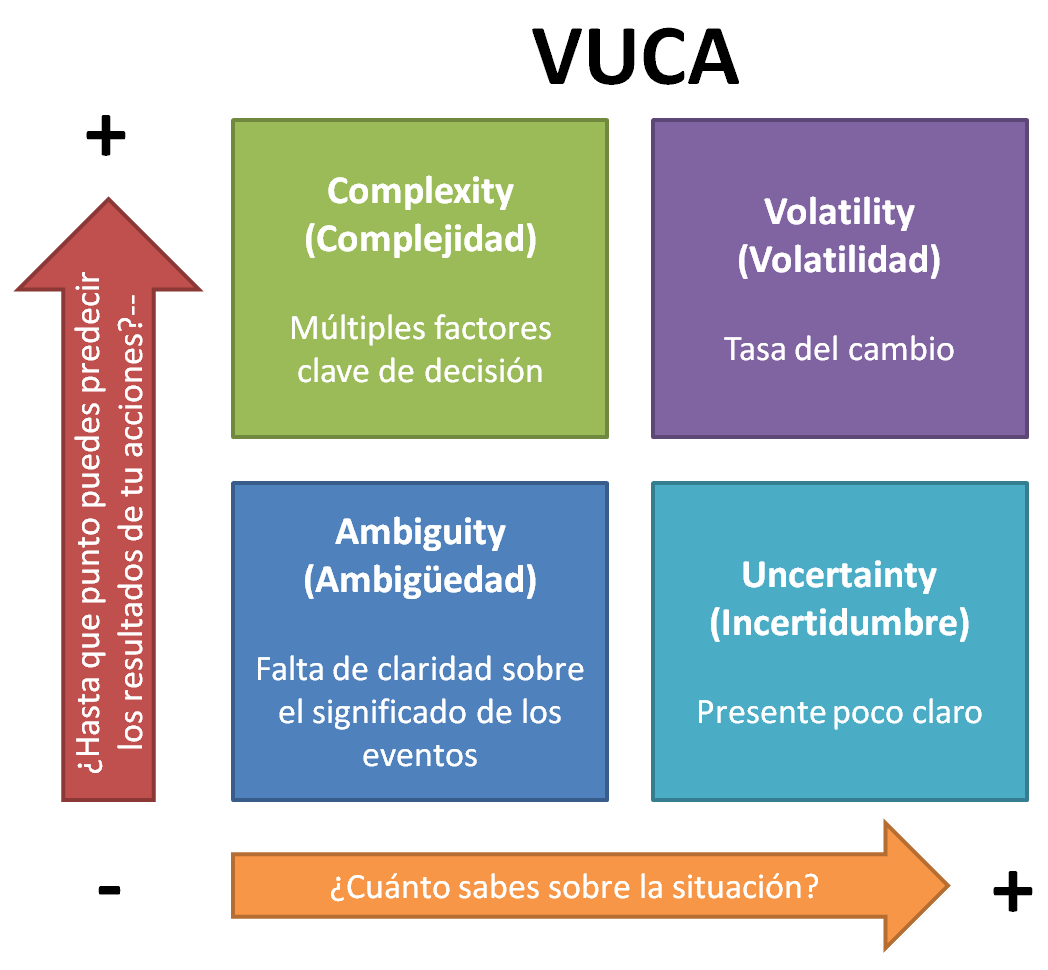 VUCA
+
Complexity
(Complejidad)
Múltiples factores
clave de decisión
Volatility
(Volatilidad)
Tasa del cambio
¿Hasta que punto puedes predecir
los resultados de tu acciones?--
Ambiguity
(Ambigüedad)
Falta de claridad sobre
el significado de los
eventos
Uncertainty
(Incertidumbre)
Presente poco claro
-
¿Cuánto sabes sobre la situación?
+